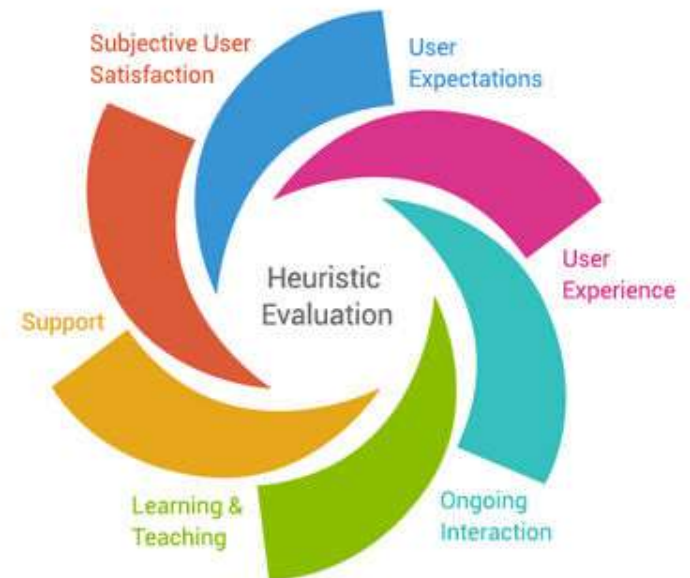 Subjective User
Satisfaction
User
Expectations
User
Experience
Heuristic
Evaluation
Support
Learning &
Teaching
Ongoing
Interaction